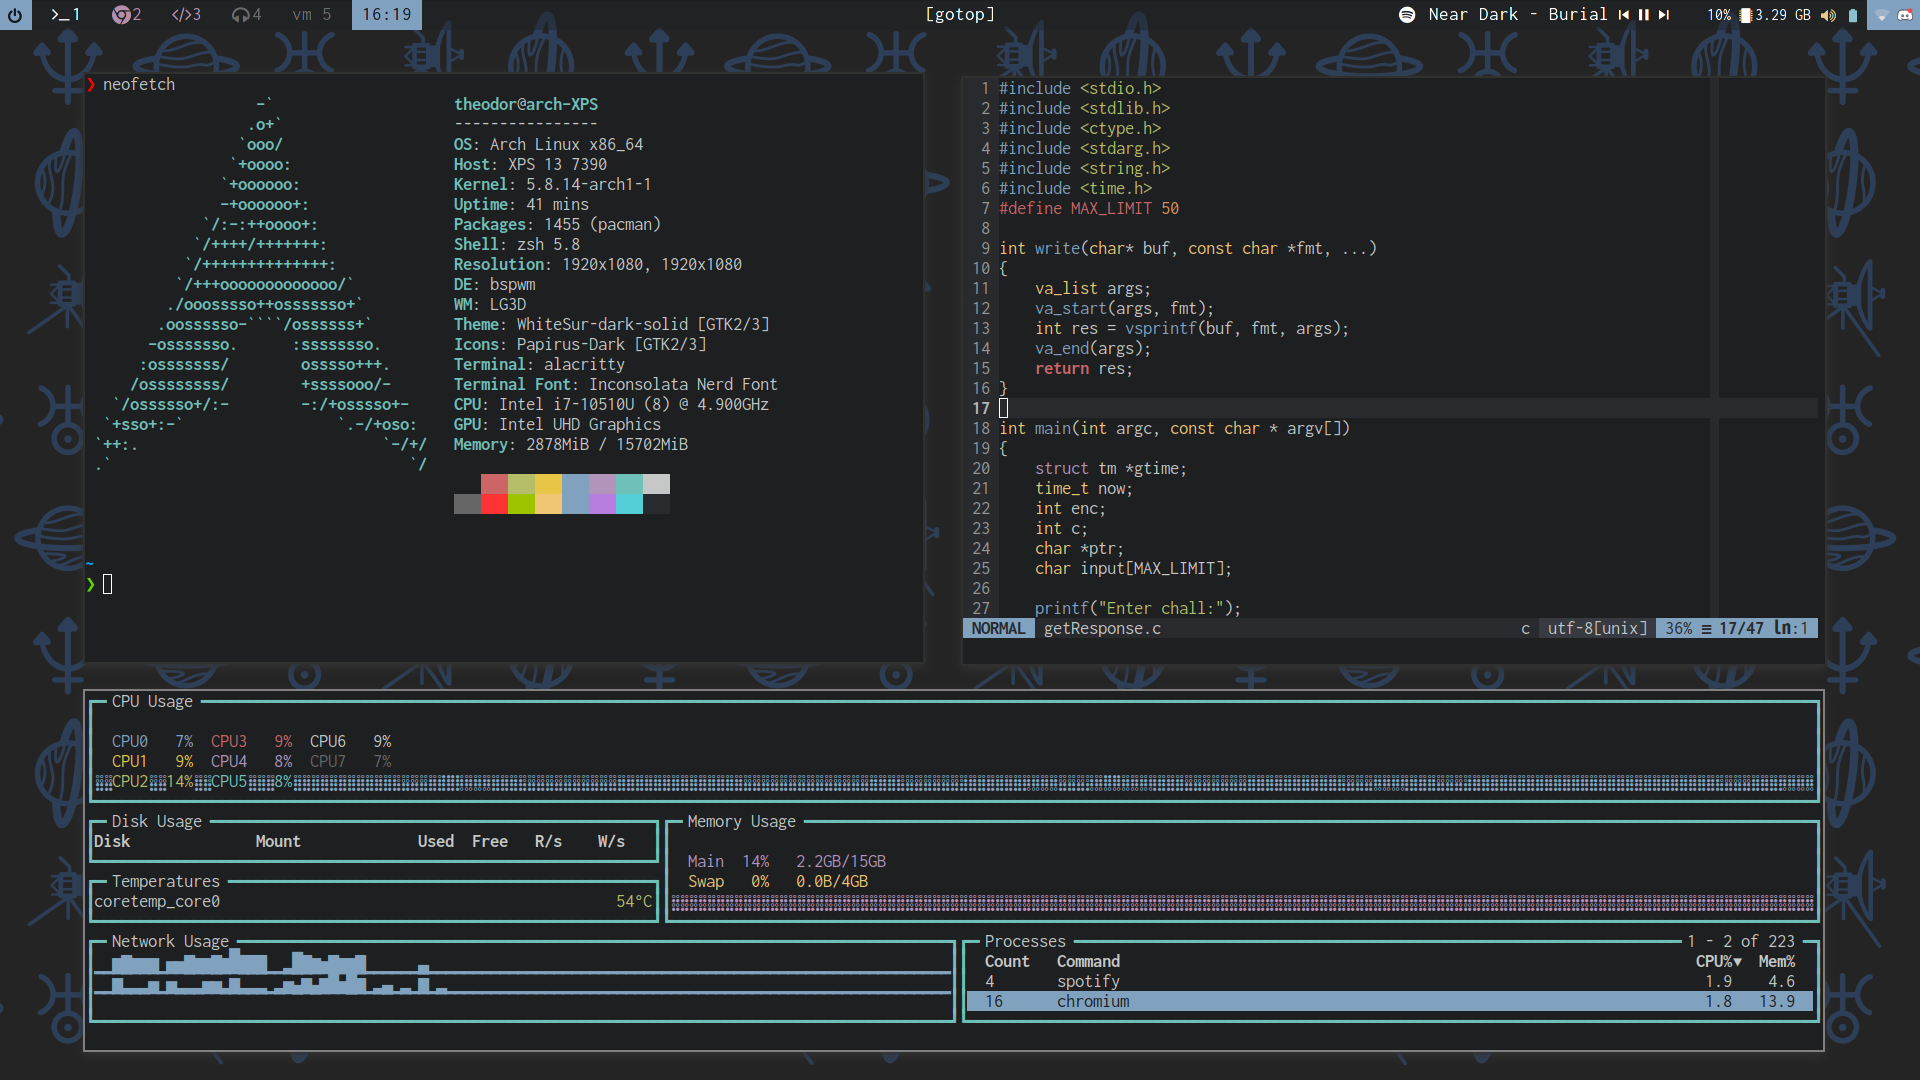 >_1 2 </>3 4 vm 5 16:19 [gotop] Near Dark - Burial 10% 3.29 GB
❯ neofetch
theodor@arch-XPS
----------------
OS: Arch Linux x86_64
Host: XPS 13 7390
Kernel: 5.8.14-arch1-1
Uptime: 41 mins
Packages: 1455 (pacman)
Shell: zsh 5.8
Resolution: 1920x1080, 1920x1080
DE: bspwm
WM: LG3D
Theme: WhiteSur-dark-solid [GTK2/3]
Icons: Papirus-Dark [GTK2/3]
Terminal: alacritty
Terminal Font: Inconsolata Nerd Font
CPU: Intel i7-10510U (8) @ 4.900GHz
GPU: Intel UHD Graphics
Memory: 2878MiB / 15702MiB
-`
.o+`
`ooo/
`+oooo:
`+oooooo:
-+oooooo+:
`/:-:++oooo+:
`/++++/+++++++:
`/++++++++++++++:
`/+++ooooooooooooo/`
./ooosssso++osssssso+`
.oossssso-````/ossssss+`
-osssssso.      :ssssssso.
:osssssss/        osssso+++.
/ossssssss/        +ssssooo/-
`/ossssso+/:-        -:/+osssso+-
`+sso+:-`                 `.-/+oso:
`++:.                           `-/+/
.`                                 `/
~
❯
1 #include <stdio.h>
2 #include <stdlib.h>
3 #include <ctype.h>
4 #include <stdarg.h>
5 #include <string.h>
6 #include <time.h>
7 #define MAX_LIMIT 50
8
9 int write(char* buf, const char *fmt, ...)
10 {
11     va_list args;
12     va_start(args, fmt);
13     int res = vsprintf(buf, fmt, args);
14     va_end(args);
15     return res;
16 }
17
18 int main(int argc, const char * argv[])
19 {
20     struct tm *gtime;
21     time_t now;
22     int enc;
23     int c;
24     char *ptr;
25     char input[MAX_LIMIT];
26
27     printf("Enter chall:");
NORMAL getResponse.c c utf-8[unix] 36% ≡ 17/47 ln:1
CPU Usage
CPU0 7% CPU3 9% CPU6 9%
CPU1 9% CPU4 8% CPU7 7%
CPU2 14% CPU5 8%
Disk Usage
Disk Mount Used Free R/s W/s
Temperatures
coretemp_core0 54°C
Memory Usage
Main 14% 2.2GB/15GB
Swap 0% 0.0B/4GB
Network Usage
Processes 1 - 2 of 223
Count Command CPU%▼ Mem%
4 spotify 1.9 4.6
16 chromium 1.8 13.9